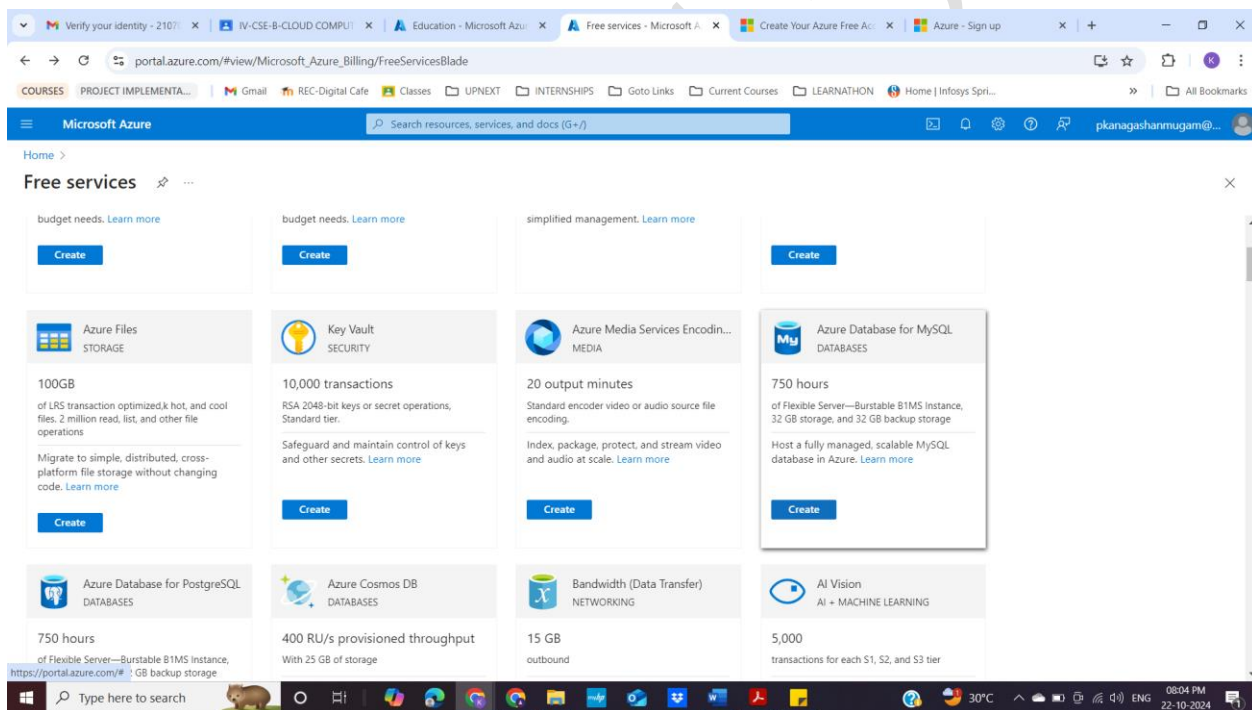 Verify your identity - 2107(
IV-CSE-B-CLOUD COMPUT
Education - Microsoft Azu
Free services - Microsoft A
Create Your Azure Free Acc
Azure - Sign up
portal.azure.com/#view/Microsoft_Azure_Billing/FreeServicesBlade
K
COURSES PROJECT IMPLEMENTA... Gmail REC-Digital Cafe Classes UPNEXT INTERNSHIPS Goto Links Current Courses LEARNATHON Home | Infosys Spri... » All Bookmarks
Microsoft Azure
Search resources, services, and docs (G+/)
pkanagashanmugam@...
Home >
Free services
budget needs. Learn more
budget needs. Learn more
simplified management. Learn more
Create
Create
Create
Azure Files
STORAGE
100GB
of LRS transaction optimized,k hot, and cool
files. 2 million read, list, and other file
operations
Migrate to simple, distributed, cross-
platform file storage without changing
code. Learn more
Create
Key Vault
SECURITY
10,000 transactions
RSA 2048-bit keys or secret operations,
Standard tier.
Safeguard and maintain control of keys
and other secrets. Learn more
Create
Azure Media Services Encodin...
MEDIA
20 output minutes
Standard encoder video or audio source file
encoding.
Index, package, protect, and stream video
and audio at scale. Learn more
Create
My
Azure Database for MySQL
DATABASES
750 hours
of Flexible Server—Burstable B1MS Instance,
32 GB storage, and 32 GB backup storage
Host a fully managed, scalable MySQL
database in Azure. Learn more
Create
Azure Database for PostgreSQL
DATABASES
750 hours
of Flexible Server—Burstable B1MS Instance,
GB backup storage
Azure Cosmos DB
DATABASES
400 RU/s provisioned throughput
With 25 GB of storage
Bandwidth (Data Transfer)
NETWORKING
15 GB
outbound
AI Vision
AI + MACHINE LEARNING
5,000
transactions for each S1, S2, and S3 tier
https://portal.azure.com/#
Type here to search
30°C
ENG
08:04 PM
22-10-2024